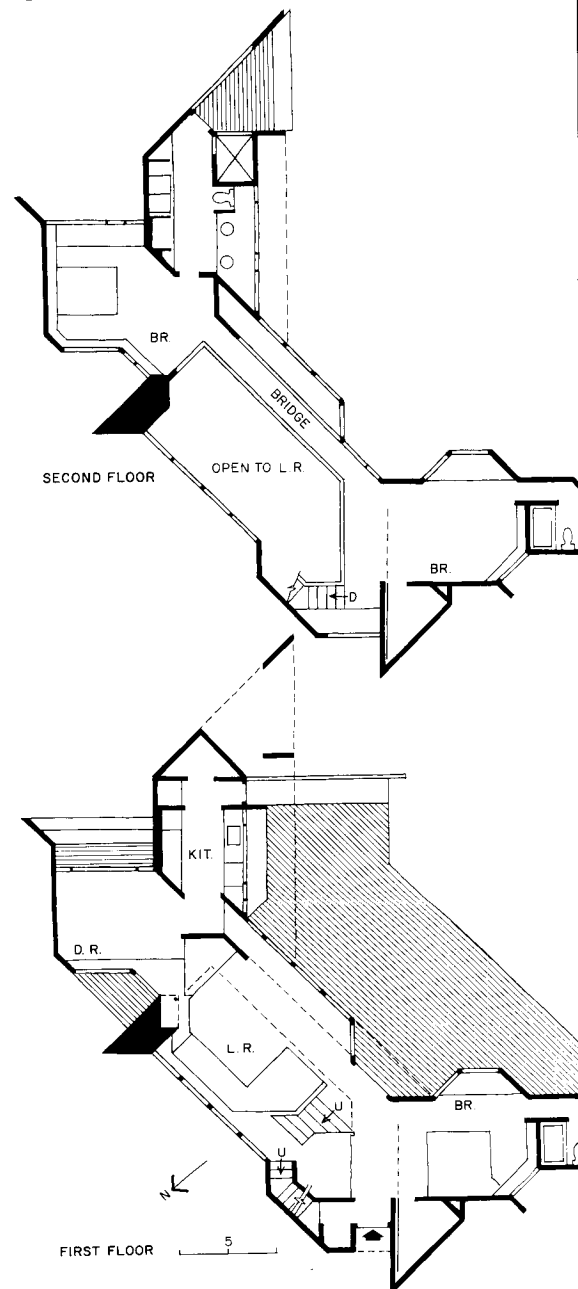 BR.
BRIDGE
OPEN TO L.R.
SECOND FLOOR
BR.
D
KIT.
D. R.
L.R.
U
BR.
U
N
5
FIRST FLOOR